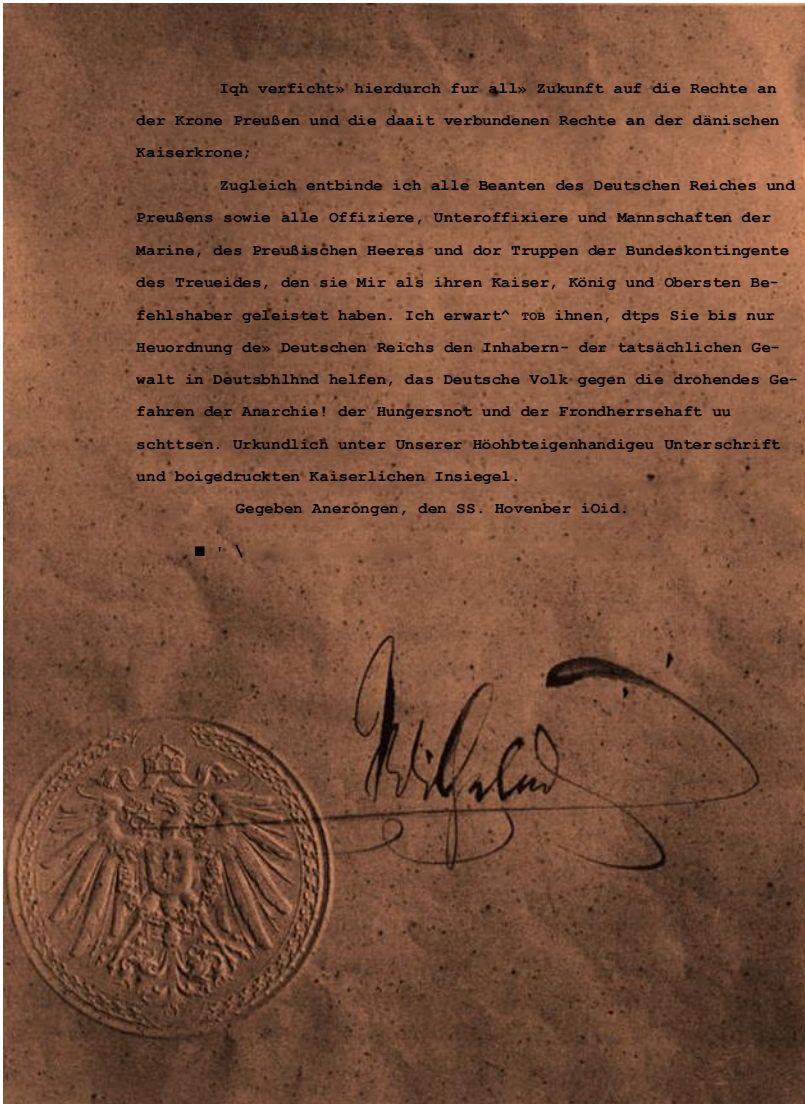 Iqh verficht» hierdurch fur all» Zukunft auf die Rechte an
der Krone Preußen und die daait verbundenen Rechte an der dänischen
Kaiserkrone;
Zugleich entbinde ich alle Beanten des Deutschen Reiches und
Preußens sowie alle Offiziere, Unteroffixiere und Mannschaften der
Marine, des Preußischen Heeres und dor Truppen der Bundeskontingente
des Treueides, den sie Mir als ihren Kaiser, König und Obersten Be-
fehlshaber geleistet haben. Ich erwart^ TOB ihnen, dtps Sie bis nur
Heuordnung de» Deutschen Reichs den Inhabern- der tatsächlichen Ge-
walt in Deutsbhlhnd helfen, das Deutsche Volk gegen die drohendes Ge-
fahren der Anarchie! der Hungersnot und der Frondherrsehaft uu
schttsen. Urkundlich unter Unserer Höohbteigenhandigeu Unterschrift
und boigedruckten Kaiserlichen Insiegel.
Gegeben Anerongen, den SS. Hovenber iOid.
■ ' \
Wilhelm